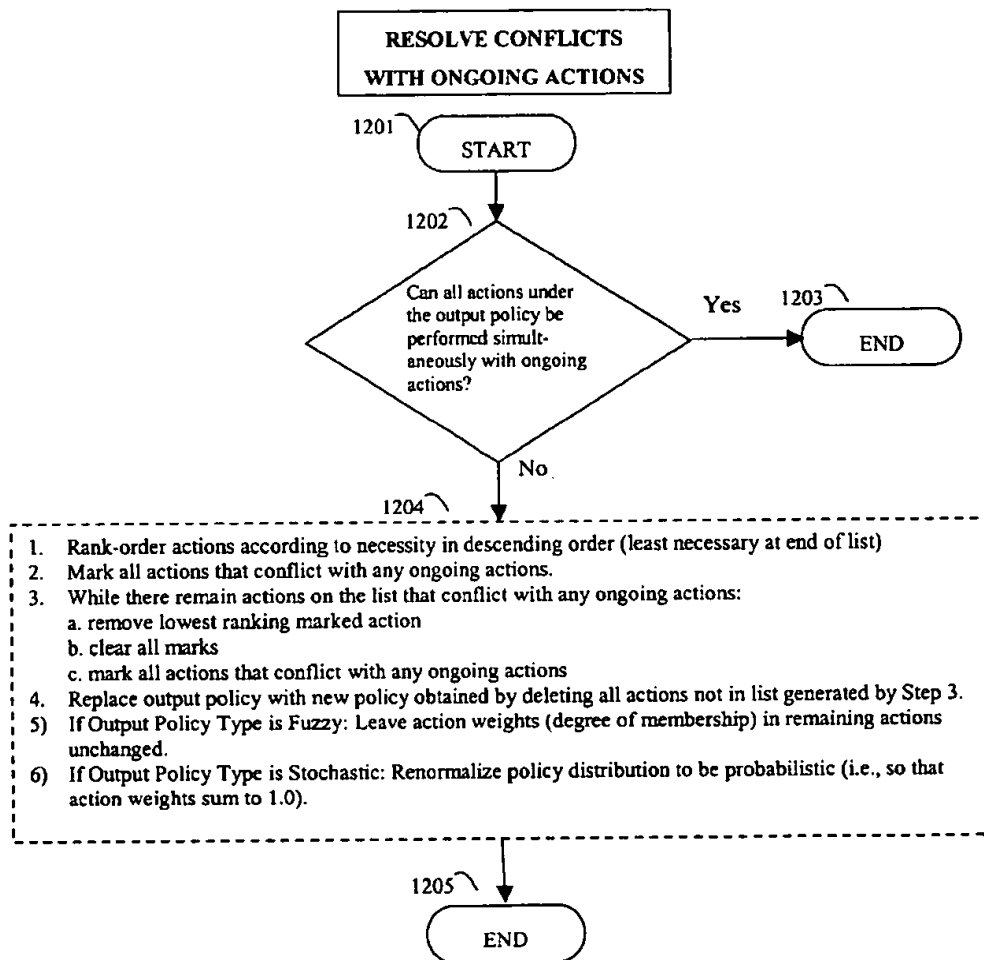 RESOLVE CONFLICTS
WITH ONGOING ACTIONS
1201
START
1202
Can all actions under
the output policy be
performed simult-
aneously with ongoing
actions?
Yes
1203
END
No
1204
1. Rank-order actions according to necessity in descending order (least necessary at end of list)
2. Mark all actions that conflict with any ongoing actions.
3. While there remain actions on the list that conflict with any ongoing actions:
a. remove lowest ranking marked action
b. clear all marks
c. mark all actions that conflict with any ongoing actions
4. Replace output policy with new policy obtained by deleting all actions not in list generated by Step 3.
5) If Output Policy Type is Fuzzy: Leave action weights (degree of membership) in remaining actions
unchanged.
6) If Output Policy Type is Stochastic: Renormalize policy distribution to be probabilistic (i.e., so that
action weights sum to 1.0).
1205
END